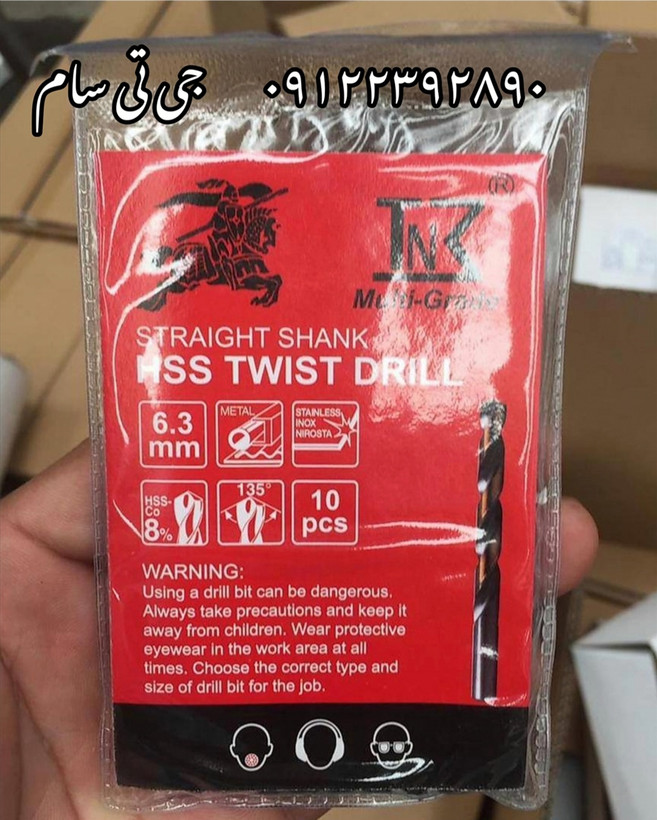 جی تی سام ۰۹۱۲۲۳۹۲۸۹۰
®
TNK
Multi-Grade
STRAIGHT SHANK
HSS TWIST DRILL
6.3
mm
METAL
STAINLESS
INOX
NIROSTA
HSS-
Co
8%
135°
10
pcs
WARNING:
Using a drill bit can be dangerous.
Always take precautions and keep it
away from children. Wear protective
eyewear in the work area at all
times. Choose the correct type and
size of drill bit for the job.